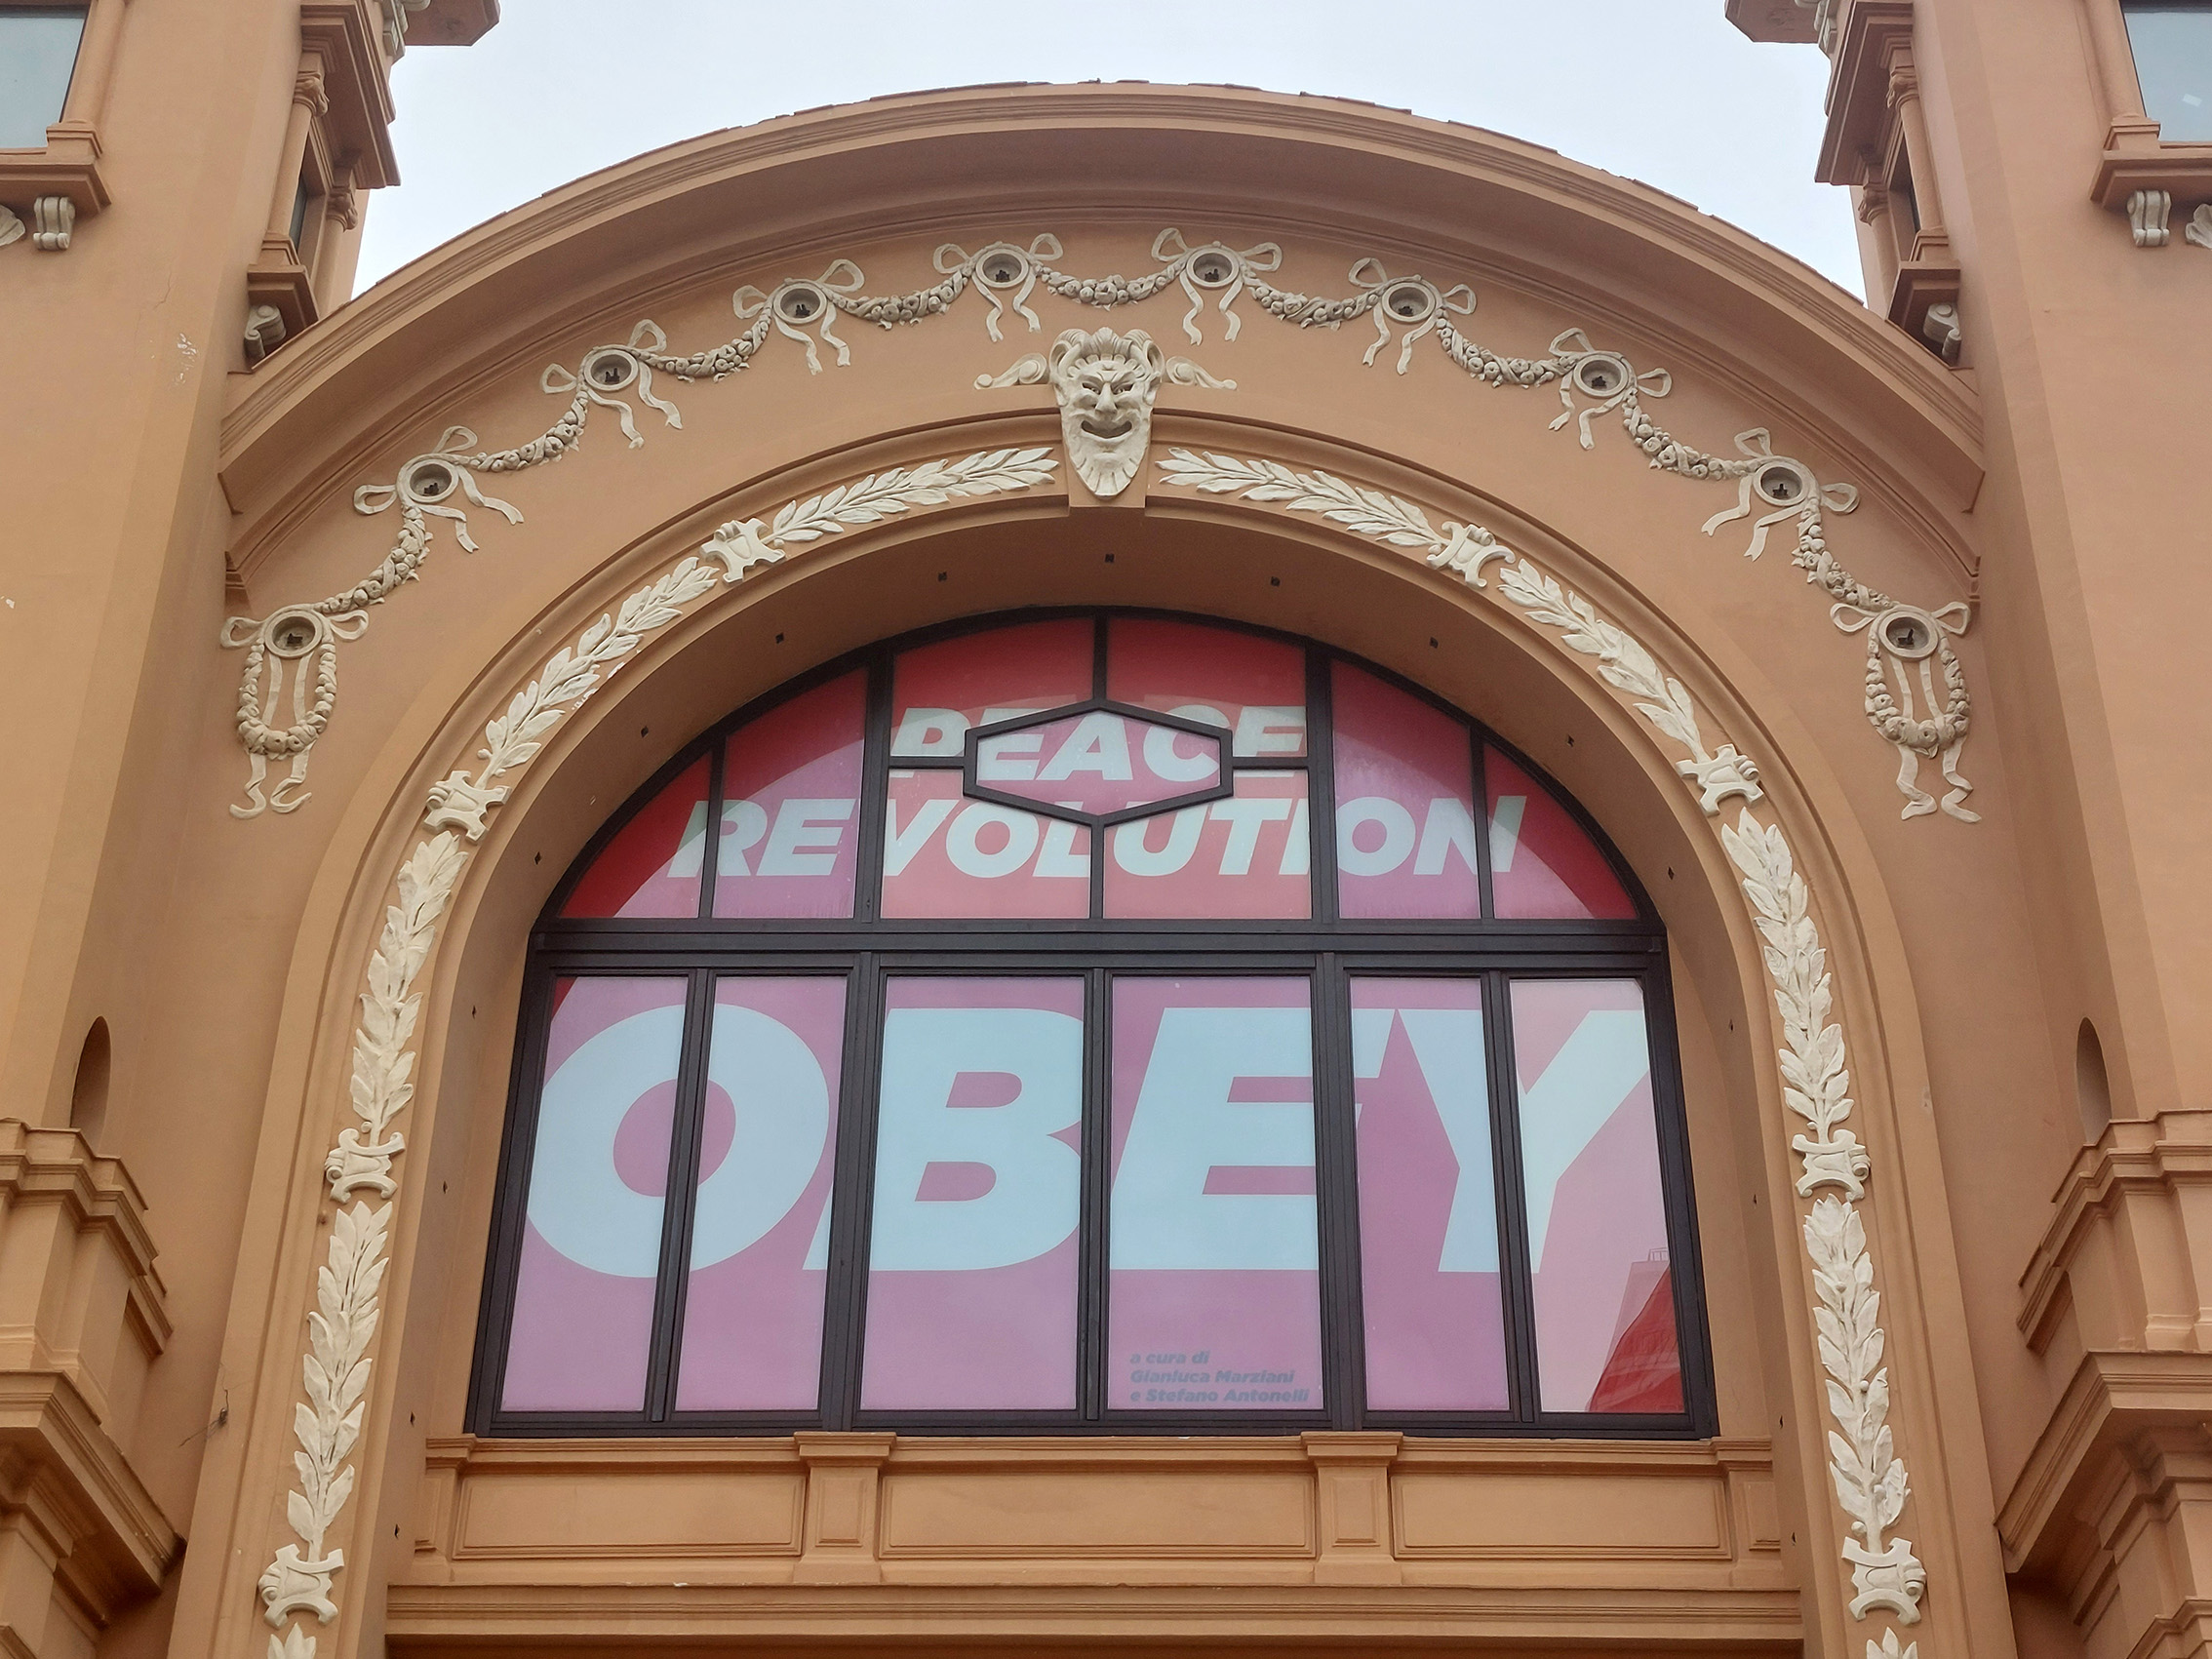 PEACE
REVOLUTION
OBEY
a cura di
Gianluca Marziani
e Stefano Antonelli